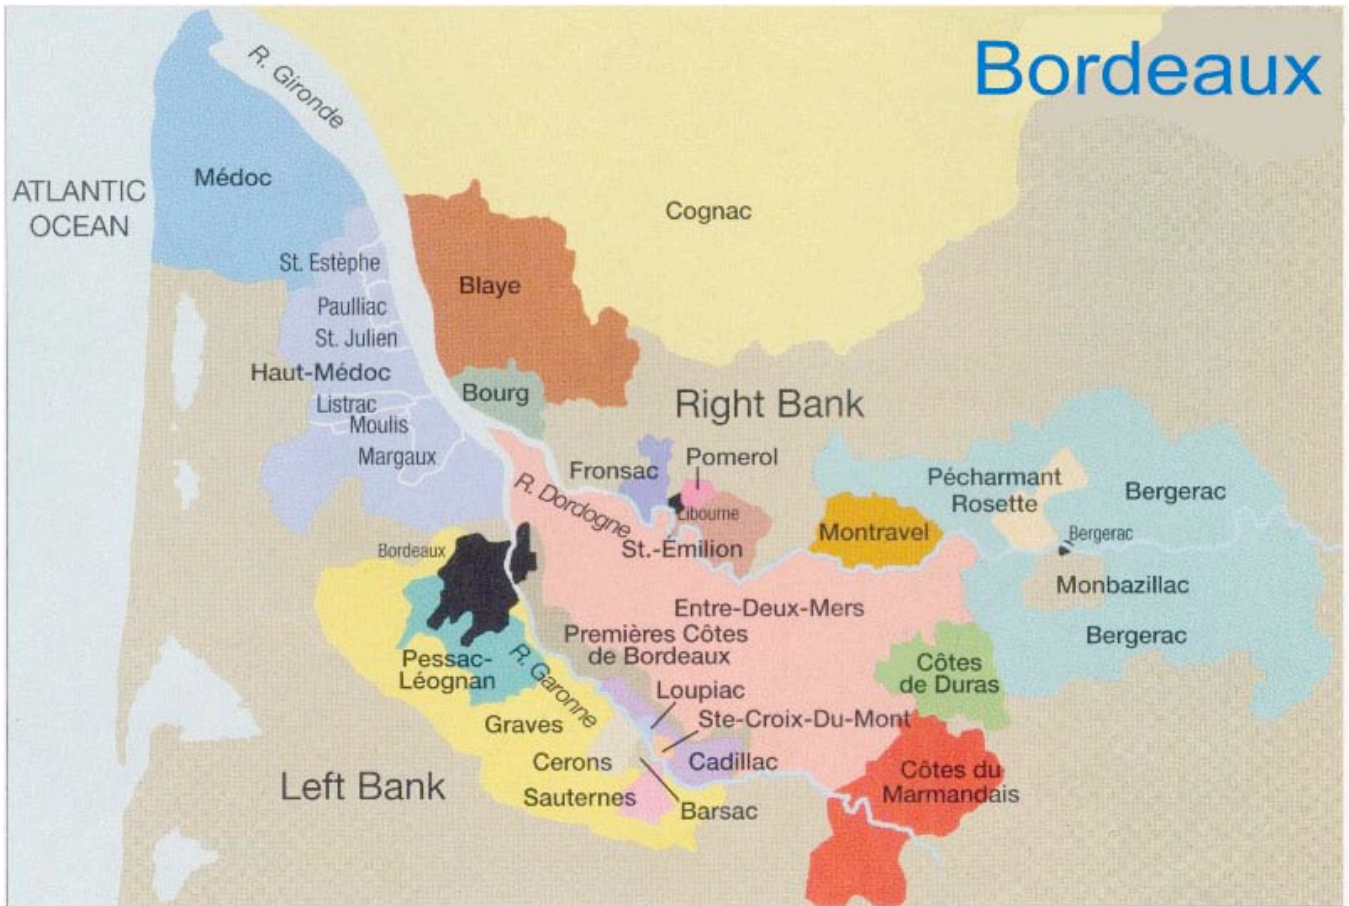 Bordeaux
R. Gironde
Médoc
ATLANTIC
OCEAN
Cognac
St. Estèphe
Blaye
Paulliac
St. Julien
Haut-Médoc
Bourg
Right Bank
Listrac
Moulis
Margaux
Fronsac
Pomerol
Pécharmant
Rosette
Bergerac
R. Dordogne
Libourne
Montravel
Bergerac
Bordeaux
St.-Émilion
Monbazillac
Entre-Deux-Mers
Bergerac
Premières Côtes
de Bordeaux
Pessac-
Léognan
R. Garonne
Côtes
de Duras
Loupiac
Graves
Ste-Croix-Du-Mont
Cerons
Cadillac
Côtes du
Marmandais
Left Bank
Sauternes
Barsac